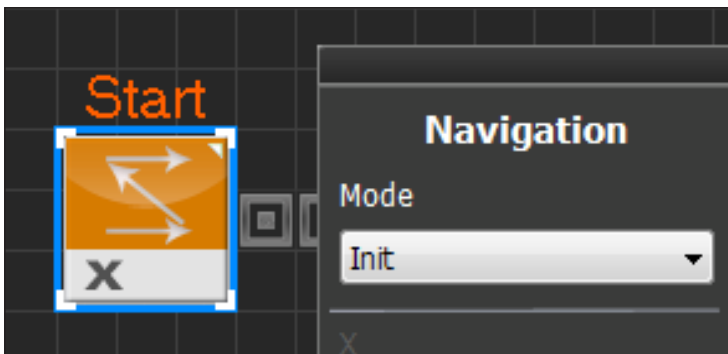 Start
Navigation
Mode
Init
x
X